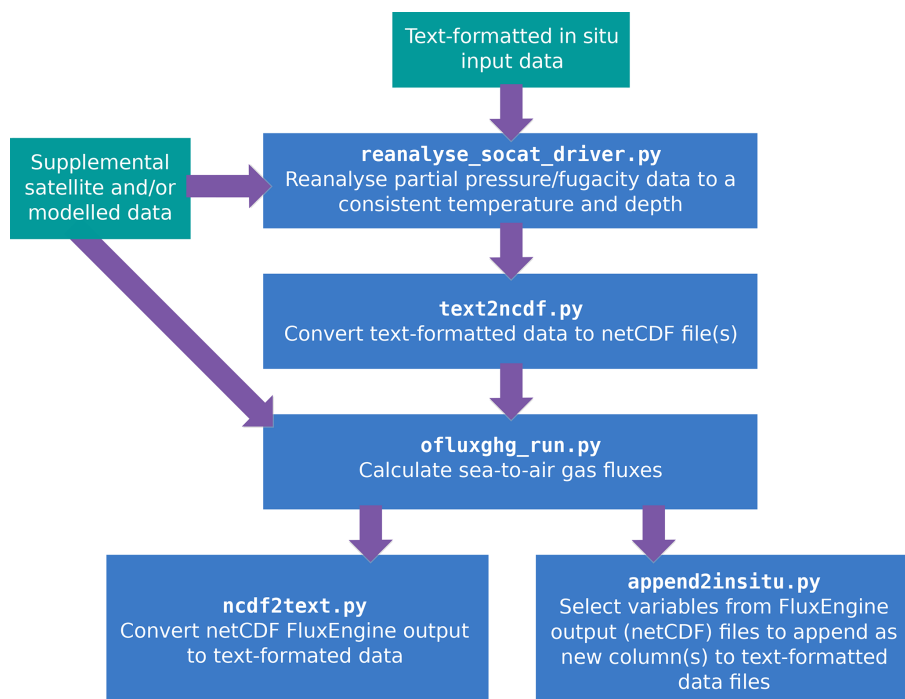 Text-formatted in situ
input data
Supplemental
satellite and/or
modelled data
reanalyse_socat_driver.py
Reanalyse partial pressure/fugacity data to a
consistent temperature and depth
text2ncdf.py
Convert text-formatted data to netCDF file(s)
ofluxghg_run.py
Calculate sea-to-air gas fluxes
ncdf2text.py
Convert netCDF FluxEngine output
to text-formated data
append2insitu.py
Select variables from FluxEngine
output (netCDF) files to append as
new column(s) to text-formatted
data files